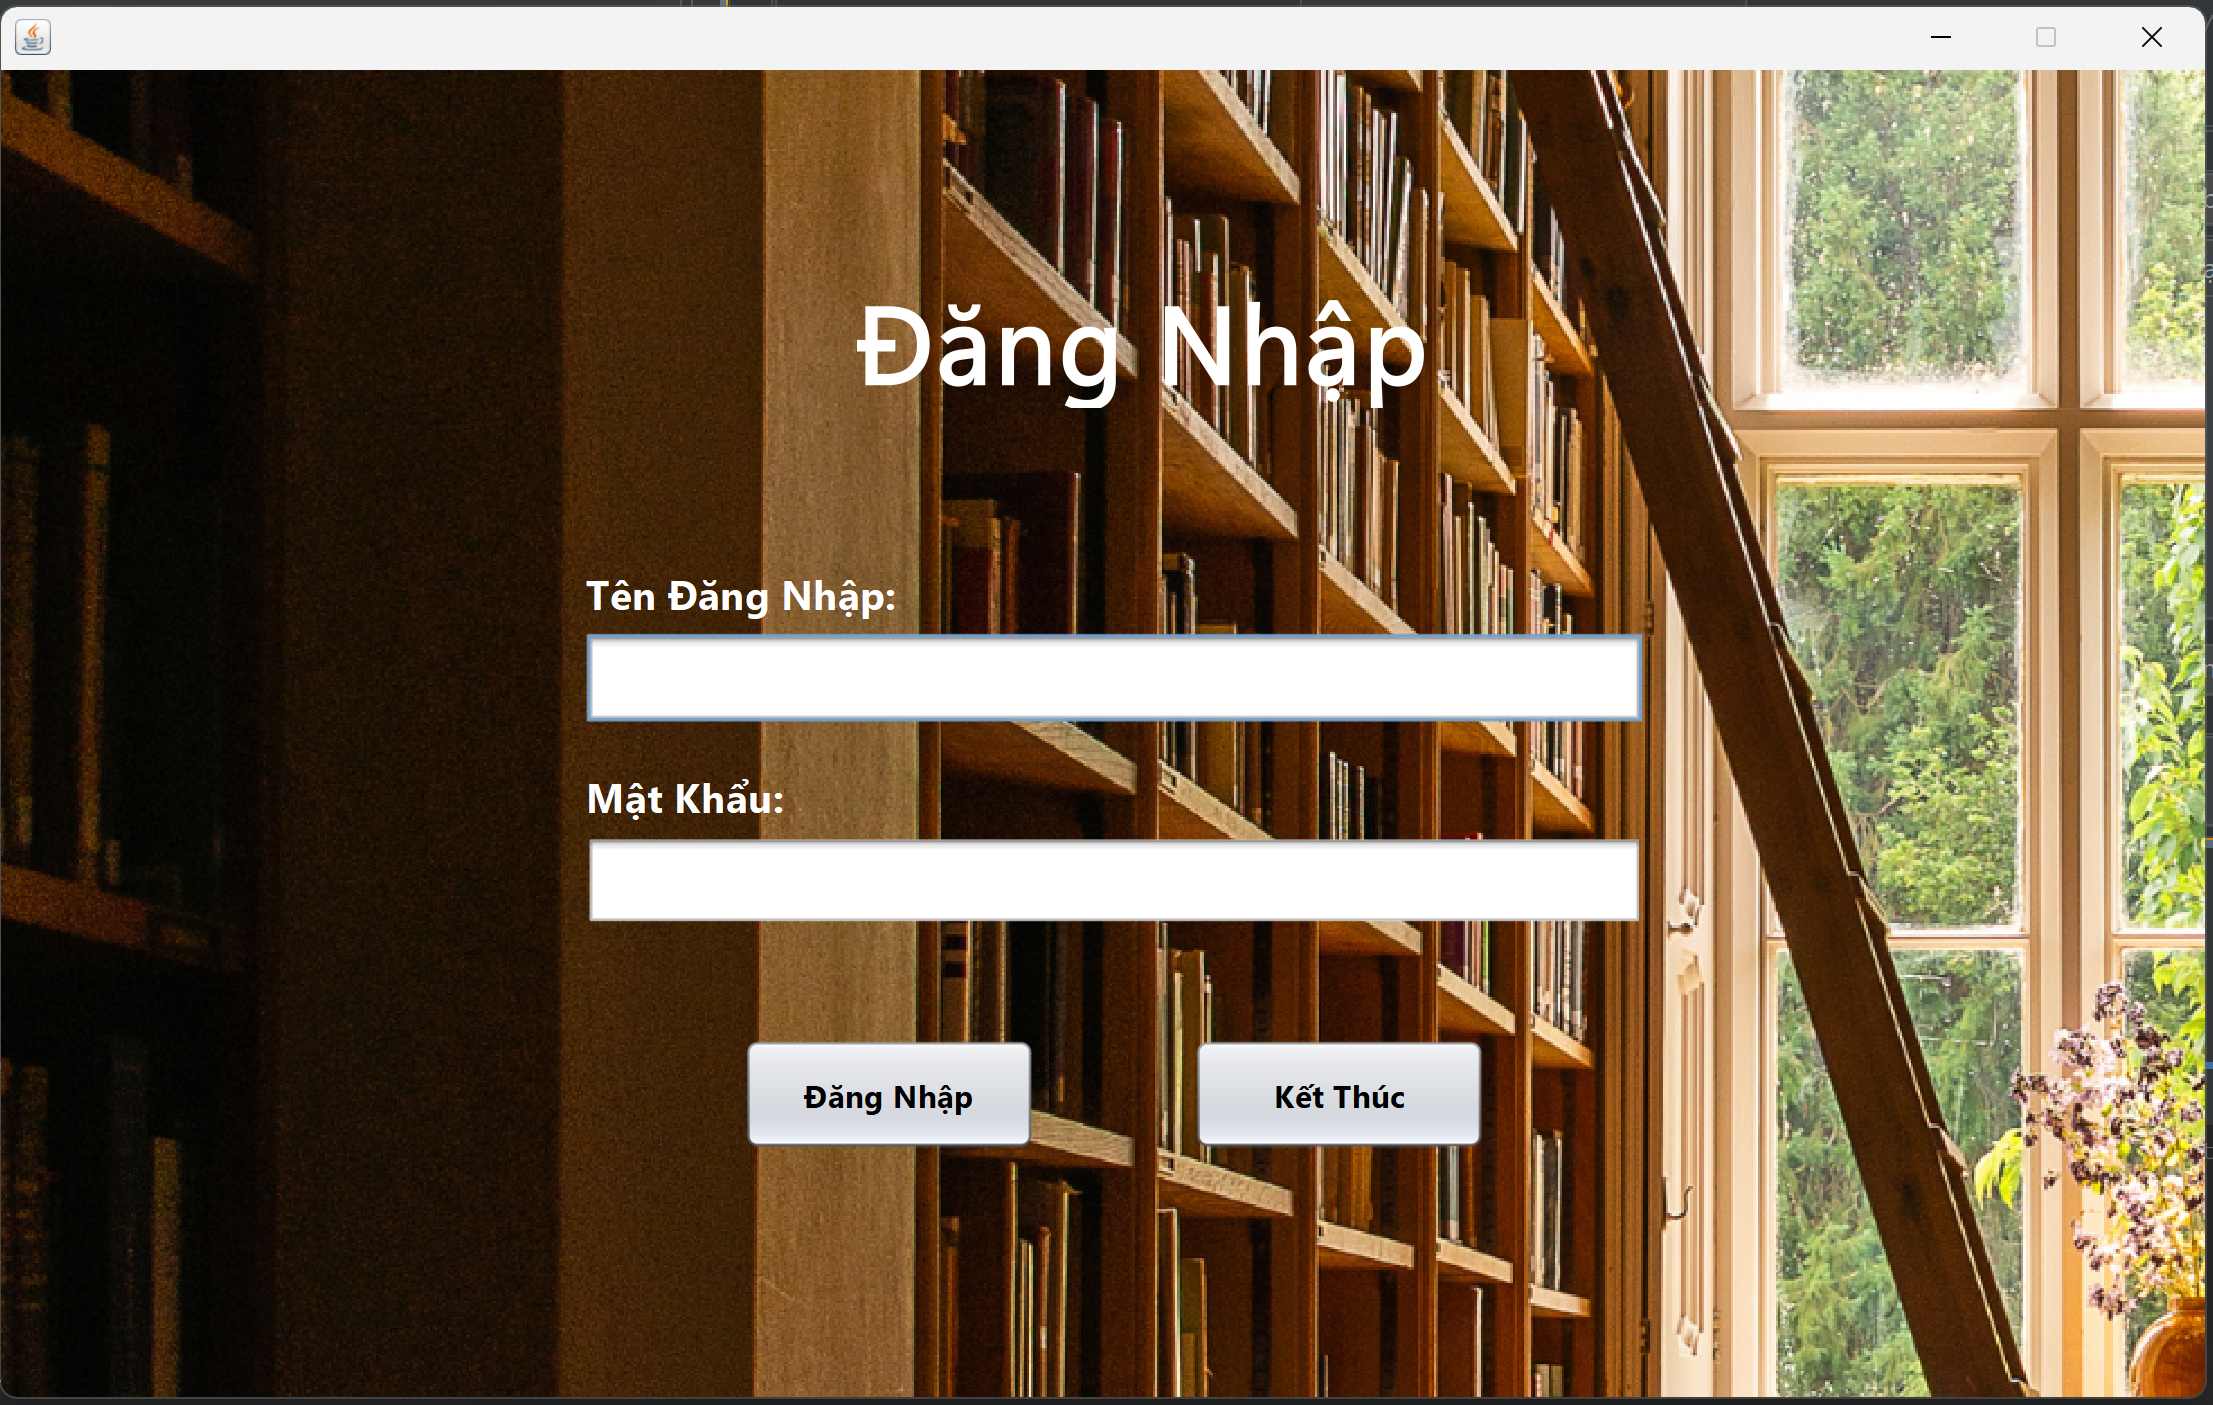 Đăng Nhập
Tên Đăng Nhập:
Mật Khẩu:
Đăng Nhập
Kết Thúc